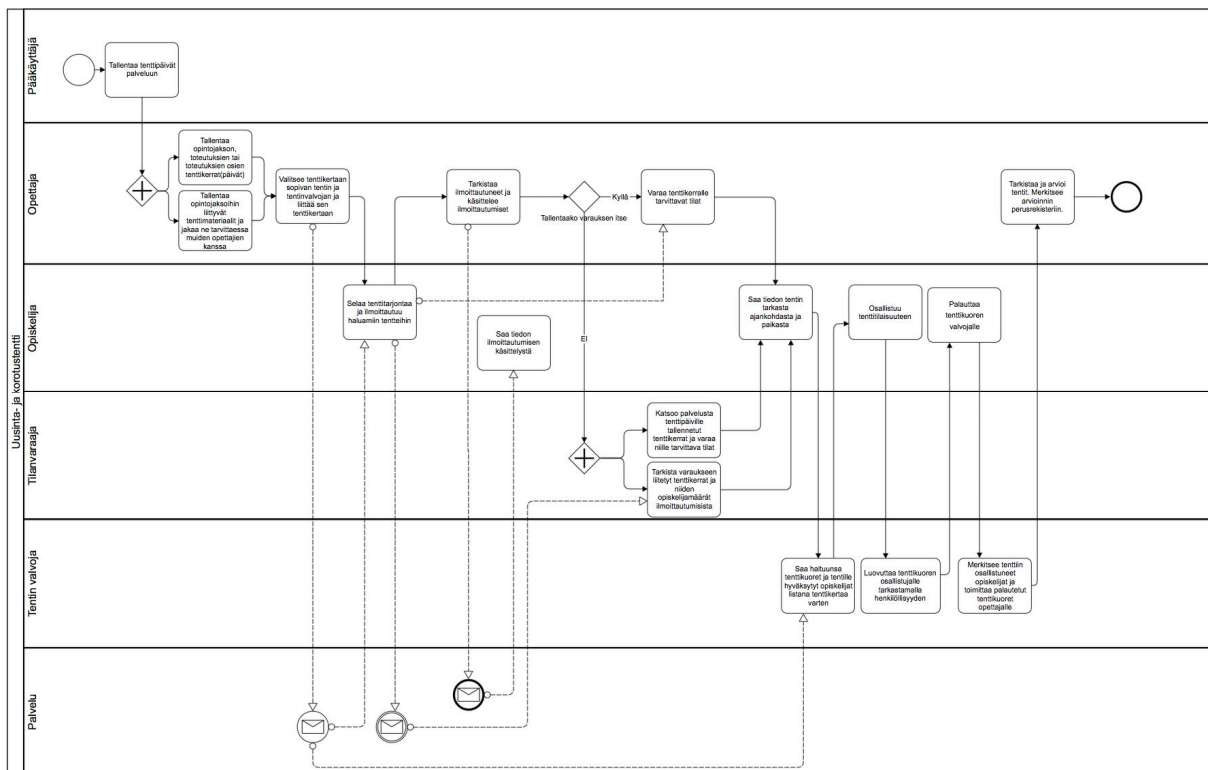 Uusinta- ja korotustentti
Pääkäyttäjä
Tallentaa tenttipäivät
palveluun
Opettaja
Tallentaa
opintojakson,
toteutuksien tai
toteutuksien osien
tenttikerrat(päivät)
Tallentaa
opintojaksoihin
liittyvät
tenttimateriaalit ja
jakaa ne tarvittaessa
muiden opettajien
kanssa
Valitsee tenttikertaan
sopivan tentin ja
tentinvalvojan ja
liittää sen
tenttikertaan
Tarkistaa
ilmoittautuneet ja
käsittelee
ilmoittautumiset
Tallentaako varauksen itse
Kyllä
EI
Varaa tenttikerralle
tarvittavat tilat
Tarkistaa ja arvioi
tentit. Merkitsee
arvioinnin
perusrekisteriin.
Opiskelija
Selaa tenttitarjontaa
ja ilmoittautuu
haluamiin tentteihin
Saa tiedon
ilmoittautumisen
käsittelystä
Saa tiedon tentin
tarkasta
ajankohdasta ja
paikasta
Osallistuu
tenttitilaisuuteen
Palauttaa
tenttikuoren
valvojalle
Tilanvaraaja
Katsoo palvelusta
tenttipäiville
tallennetut
tenttikerrat ja varaa
niille tarvittava tilat
Tarkista varaukseen
liitetyt tenttikerrat ja
niiden
opiskelijamäärät
ilmoittautumisista
Tentin valvoja
Saa haltuunsa
tenttikuoret ja tentille
hyväksytyt opiskelijat
listana tenttikertaa
varten
Luovuttaa tenttikuoren
osallistujalle
tarkastamalla
henkilöllisyyden
Merkitsee tenttiin
osallistuneet
opiskelijat ja
toimittaa palautetut
tenttikuoret
opettajalle
Palvelu